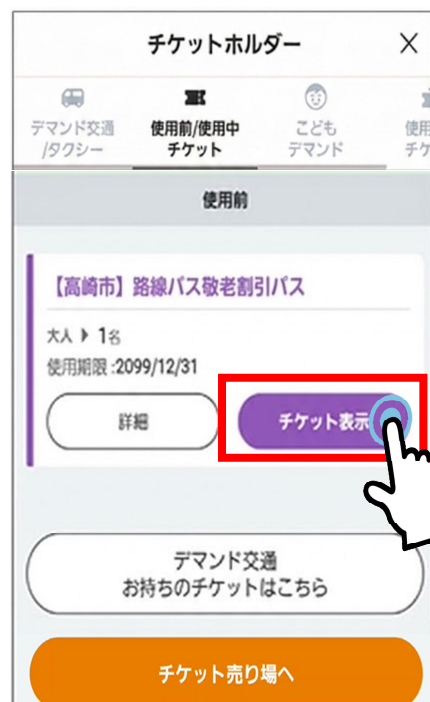 チケットホルダー
デマンド交通
/タクシー
使用前/使用中
チケット
こども
デマンド
使用
チケ
使用前
【高崎市】路線バス敬老割引パス
大人 ▶ 1名
使用期限 :2099/12/31
詳細
チケット表示
デマンド交通
お持ちのチケットはこちら
チケット売り場へ